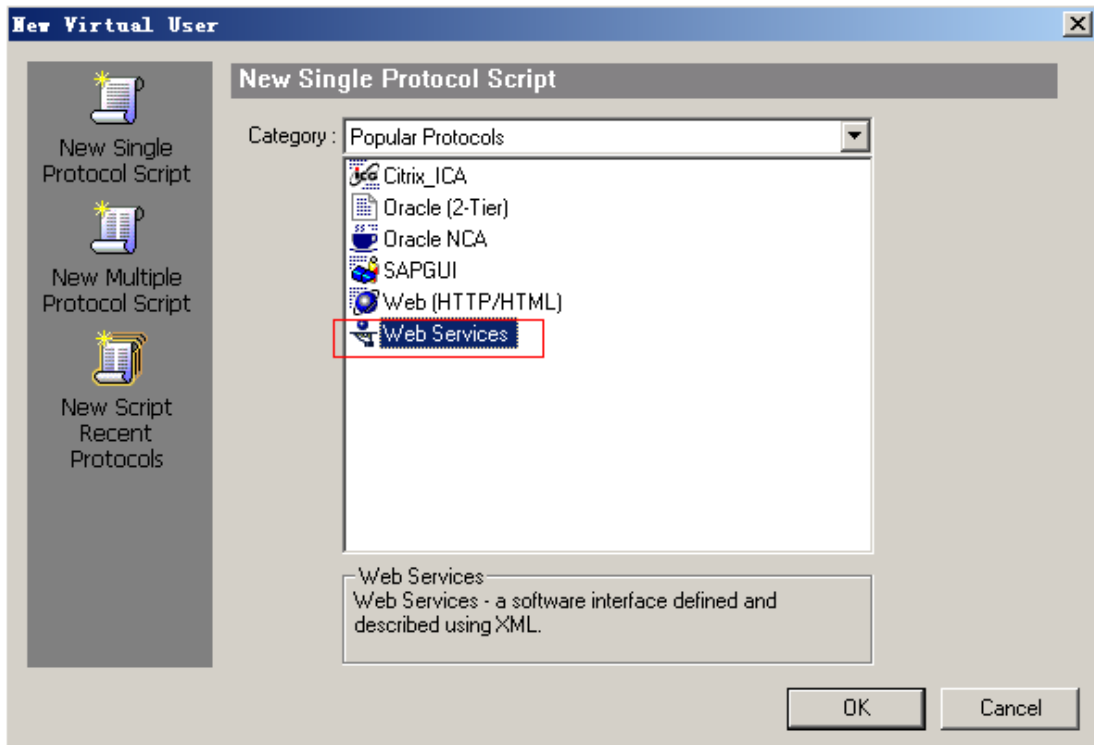 New Virtual User
New Single
Protocol Script
New Multiple
Protocol Script
New Script
Recent
Protocols
New Single Protocol Script
Category :
Popular Protocols
Citrix_ICA
Oracle (2-Tier)
Oracle NCA
SAPGUI
Web (HTTP/HTML)
Web Services
Web Services
Web Services - a software interface defined and
described using XML.
OK
Cancel